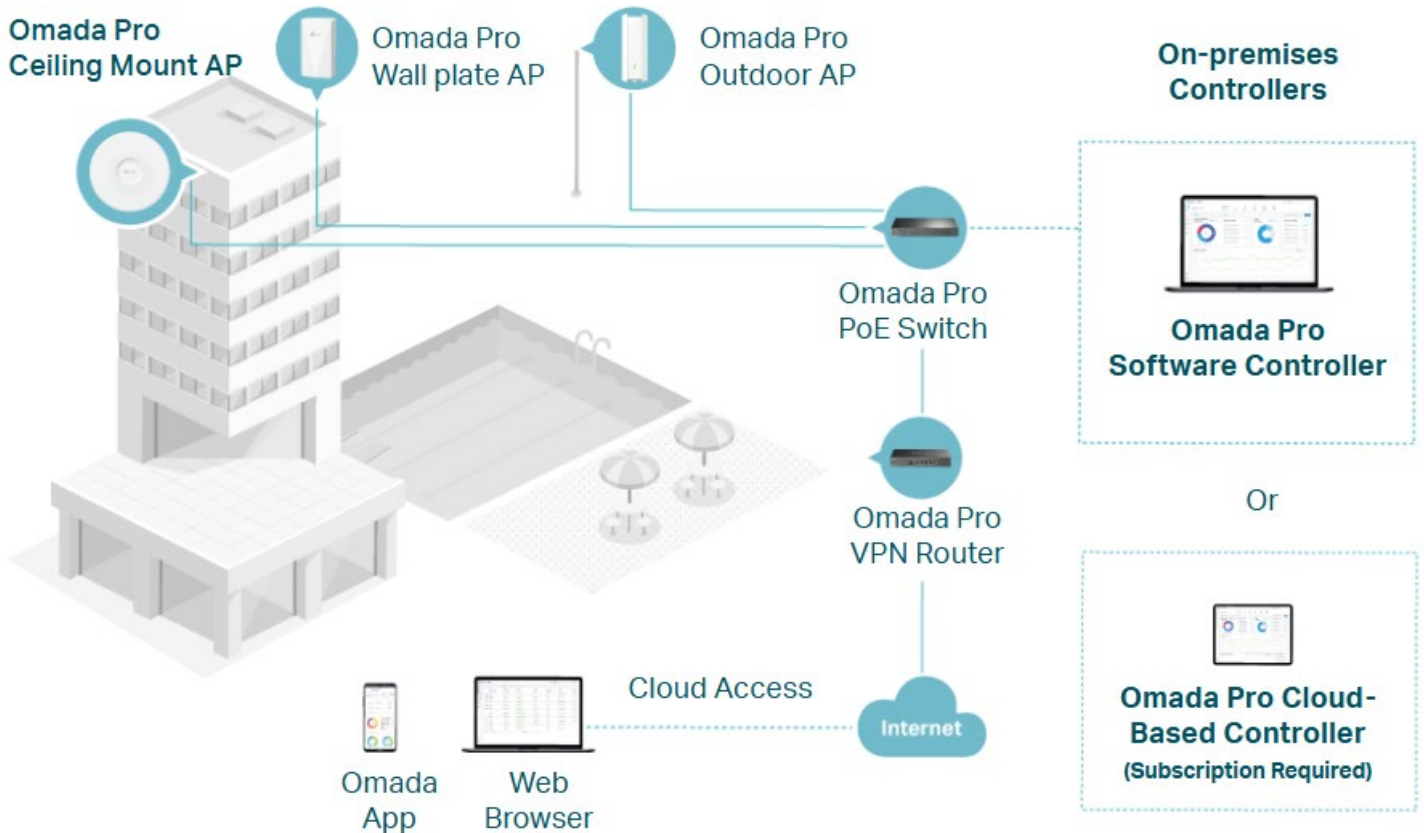 Omada Pro
Ceiling Mount AP
Omada Pro
Wall plate AP
Omada Pro
Outdoor AP
On-premises
Controllers
Omada Pro
PoE Switch
Omada Pro
Software Controller
Omada Pro
VPN Router
Or
Cloud Access
Internet
Omada
App
Web
Browser
Omada Pro Cloud-
Based Controller
(Subscription Required)